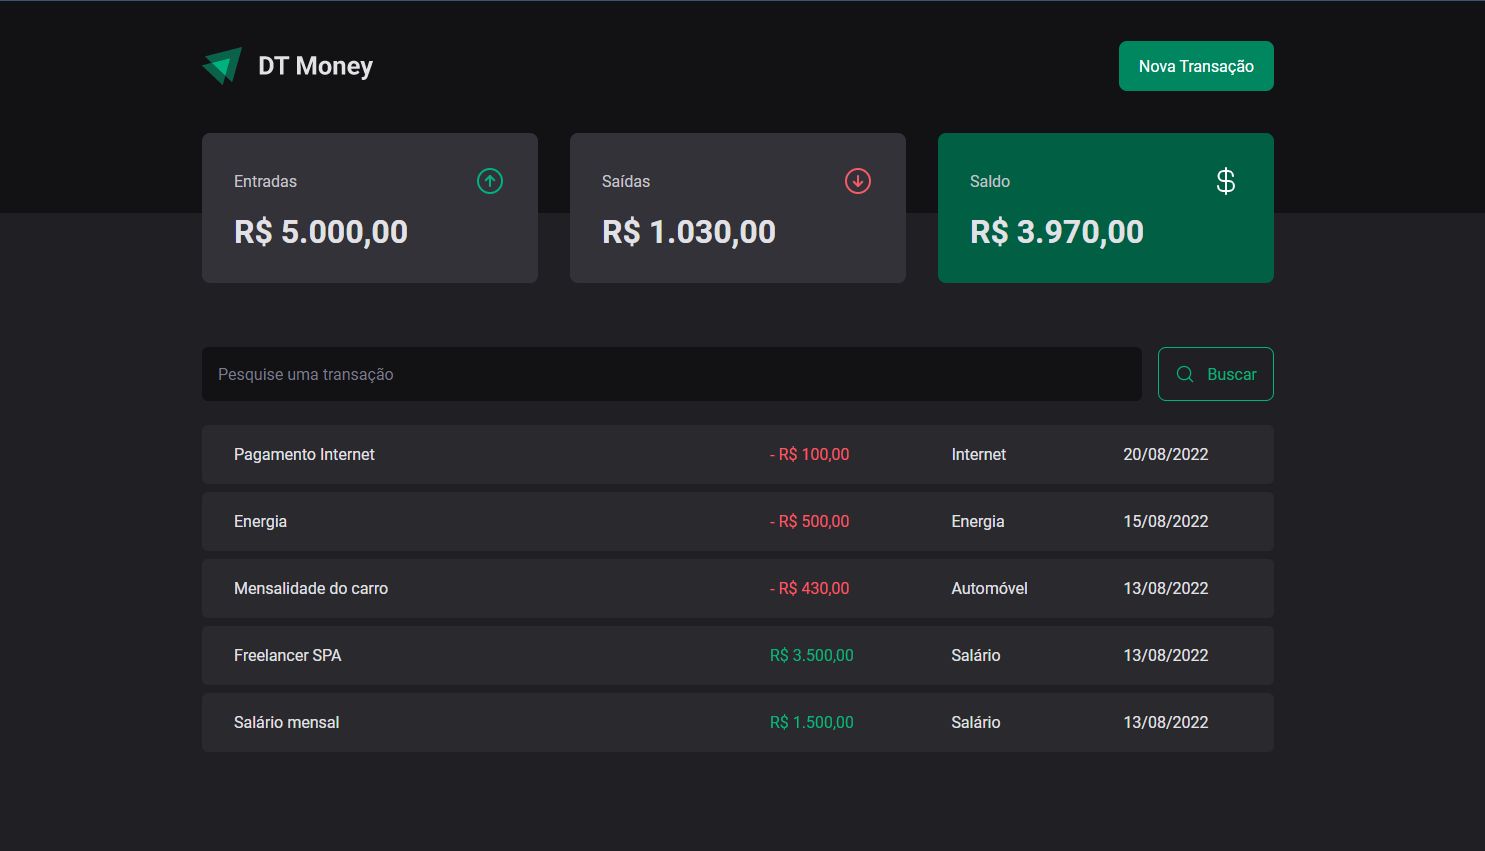 DT Money
Nova Transação
Entradas
R$ 5.000,00
Saídas
R$ 1.030,00
Saldo
$
R$ 3.970,00
Pesquise uma transação
Buscar
Pagamento Internet - R$ 100,00 Internet 20/08/2022
Energia - R$ 500,00 Energia 15/08/2022
Mensalidade do carro - R$ 430,00 Automóvel 13/08/2022
Freelancer SPA R$ 3.500,00 Salário 13/08/2022
Salário mensal R$ 1.500,00 Salário 13/08/2022